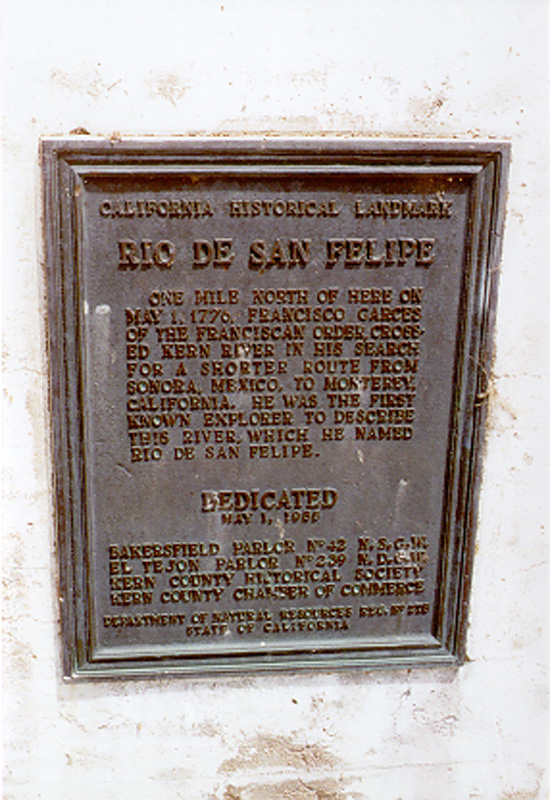 CALIFORNIA HISTORICAL LANDMARK
RIO DE SAN FELIPE
ONE MILE NORTH OF HERE ON
MAY 1, 1776, FRANCISCO GARCES
OF THE FRANCISCAN ORDER, CROSS-
ED KERN RIVER IN HIS SEARCH
FOR A SHORTER ROUTE FROM
SONORA, MEXICO, TO MONTEREY,
CALIFORNIA. HE WAS THE FIRST
KNOWN EXPLORER TO DESCRIBE
THIS RIVER, WHICH HE NAMED
RIO DE SAN FELIPE.
DEDICATED
MAY 1,
BAKERSFIELD PARLOR Nº 42 N.S.G.W.
EL TEJON PARLOR Nº 239 N.D.G.W.
KERN COUNTY HISTORICAL SOCIETY
KERN COUNTY CHAMBER OF COMMERCE
DEPARTMENT OF NATURAL RESOURCES REG. Nº 278
STATE OF CALIFORNIA